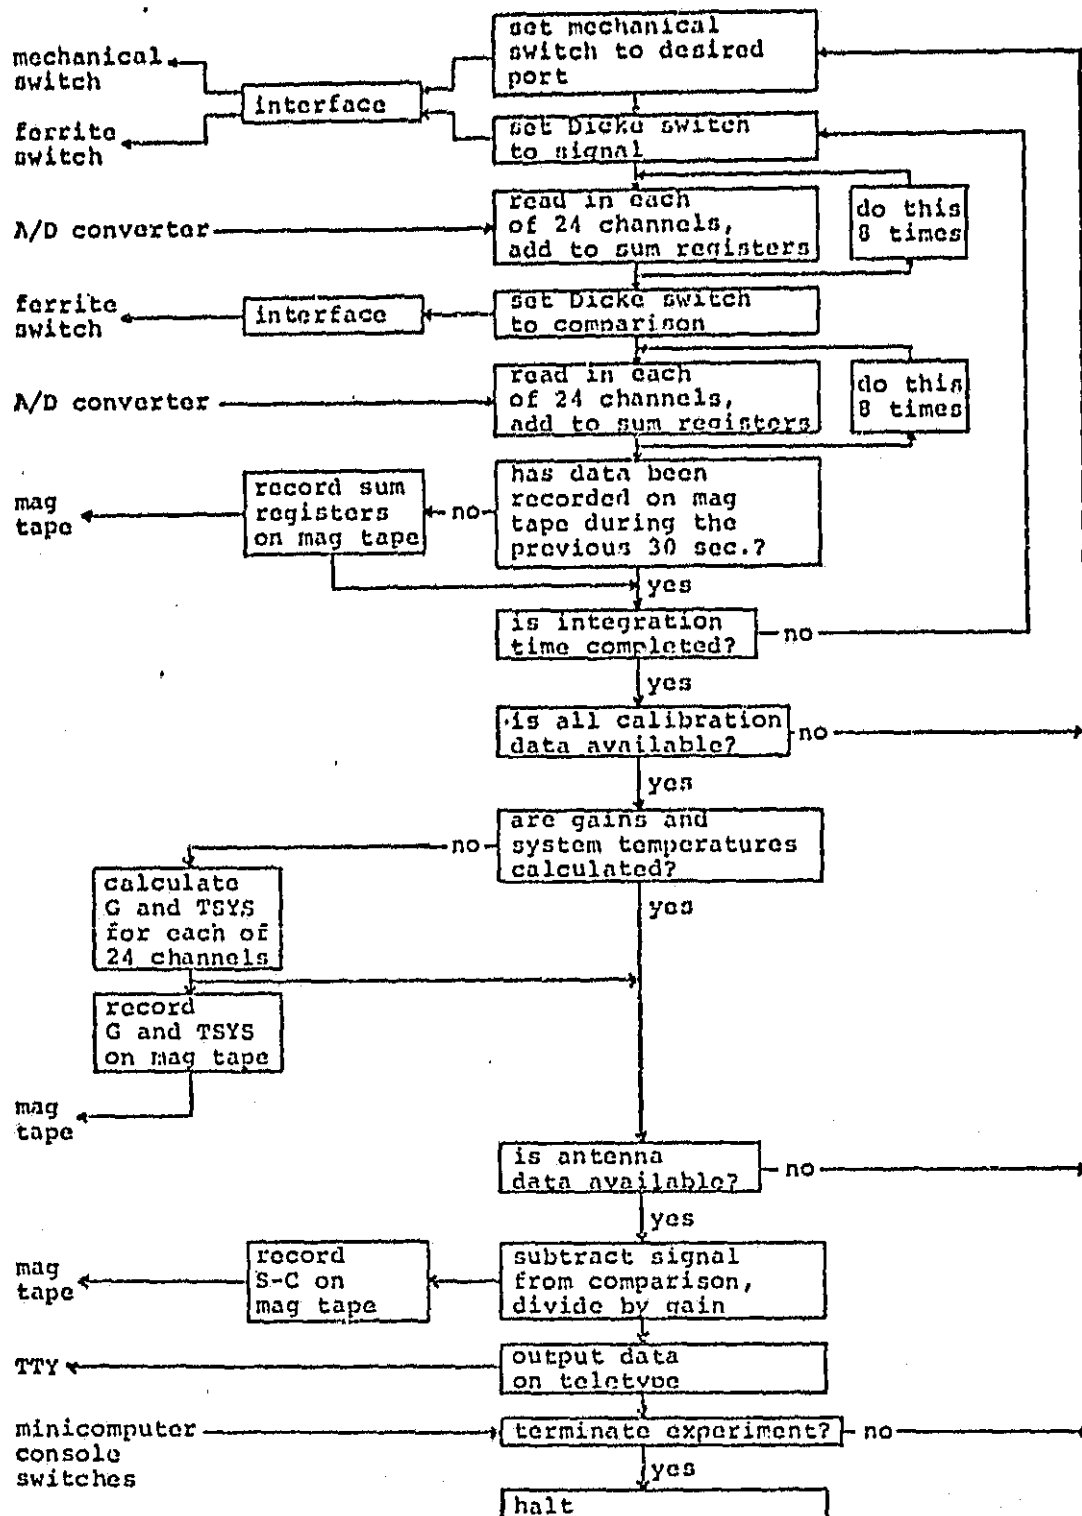 set mechanical
switch to desired
port
mechanical
switch
interface
ferrite
switch
set Dicke switch
to signal
read in each
of 24 channels,
add to sum registers
do this
8 times
A/D converter
ferrite
switch
interface
set Dicke switch
to comparison
read in each
of 24 channels,
add to sum registers
do this
8 times
A/D converter
has data been
recorded on mag
tape during the
previous 30 sec.?
no
record sum
registers
on mag tape
mag
tape
yes
is integration
time completed?
no
yes
is all calibration
data available?
no
yes
are gains and
system temperatures
calculated?
no
yes
calculate
G and TSYS
for each of
24 channels
record
G and TSYS
on mag tape
mag
tape
is antenna
data available?
no
yes
subtract signal
from comparison,
divide by gain
record
S-C on
mag tape
mag
tape
output data
on teletype
TTY
minicomputer
console
switches
terminate experiment?
no
yes
halt